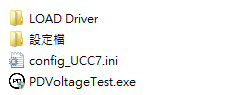 LOAD Driver
設定檔
config_UCC7.ini
PDVoltageTest.exe